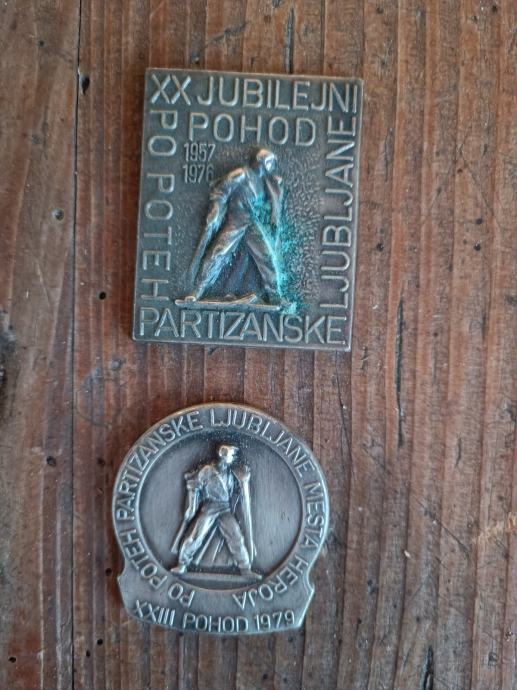 XX JUBILEJNI
POHOD
1957
1976
PO POTEH
PARTIZANSKE
LJUBLJANE
PO POTEH PARTIZANSKE LJUBLJANE MESTA HEROJA
XXIII POHOD 1979